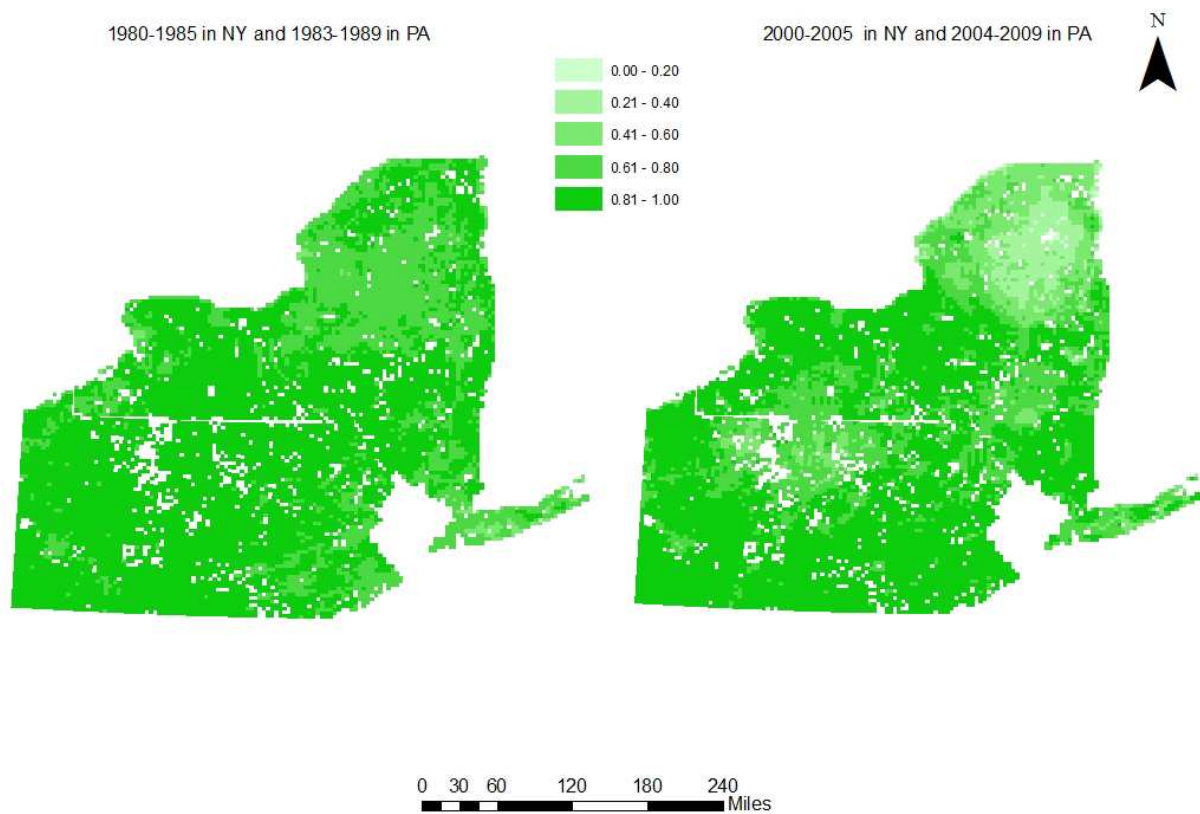 1980-1985 in NY and 1983-1989 in PA
2000-2005 in NY and 2004-2009 in PA
N
0.00 - 0.20
0.21 - 0.40
0.41 - 0.60
0.61 - 0.80
0.81 - 1.00
0 30 60 120 180 240
Miles